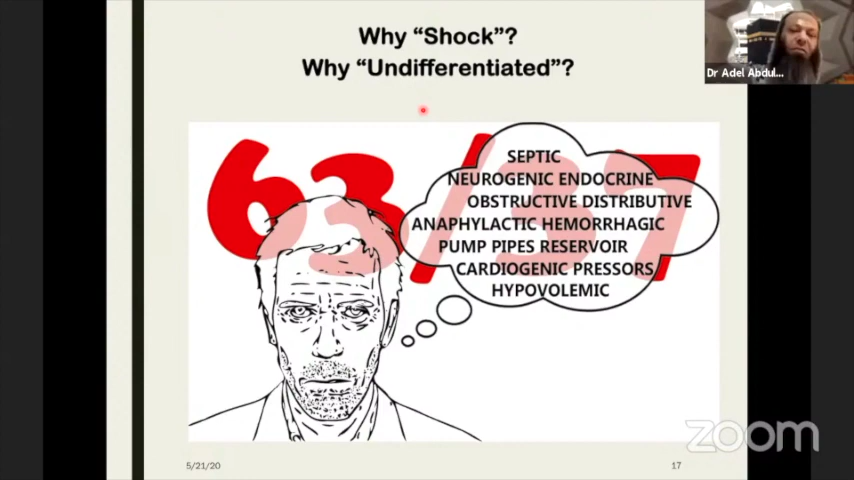 Why “Shock”?
Why “Undifferentiated”?
Dr Adel Abdul...
63/37
SEPTIC
NEUROGENIC ENDOCRINE
OBSTRUCTIVE DISTRIBUTIVE
ANAPHYLACTIC HEMORRHAGIC
PUMP PIPES RESERVOIR
CARDIOGENIC PRESSORS
HYPOVOLEMIC
zoom
5/21/20
17